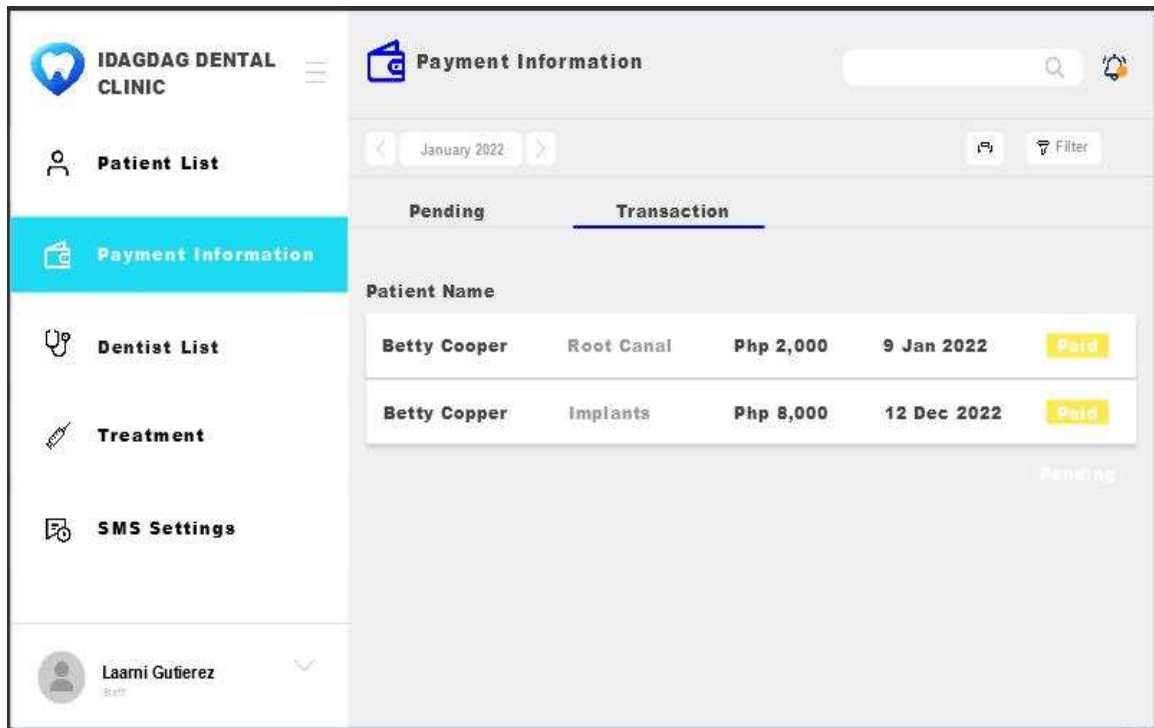 IDAGDAG DENTAL
CLINIC
Payment Information
Patient List
January 2022
Filter
Pending
Transaction
Payment Information
Patient Name
Dentist List
Betty Cooper Root Canal Php 2,000 9 Jan 2022 Paid
Betty Copper Implants Php 8,000 12 Dec 2022 Paid
Treatment
Pending
SMS Settings
Laarni Gutierez
Staff